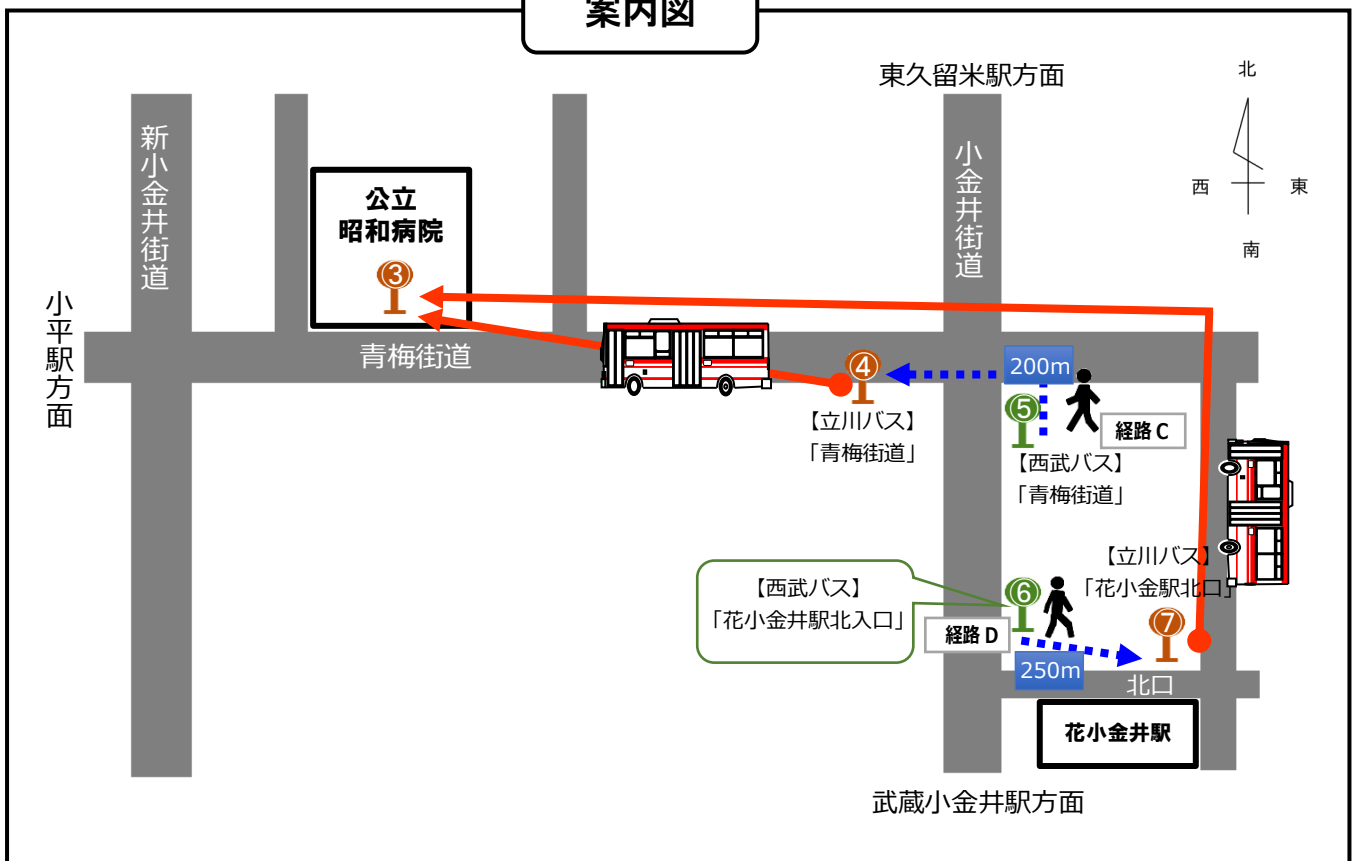 案内図
東久留米駅方面
北
西
東
南
新小金井街道
小金井街道
公立
昭和病院
③
小平駅方面
青梅街道
④
【立川バス】
「青梅街道」
200m
⑤
経路 C
【西武バス】
「青梅街道」
【立川バス】
「花小金駅北口」
【西武バス】
「花小金井駅北入口」
⑥
経路 D
⑦
250m
北口
花小金井駅
武蔵小金井駅方面